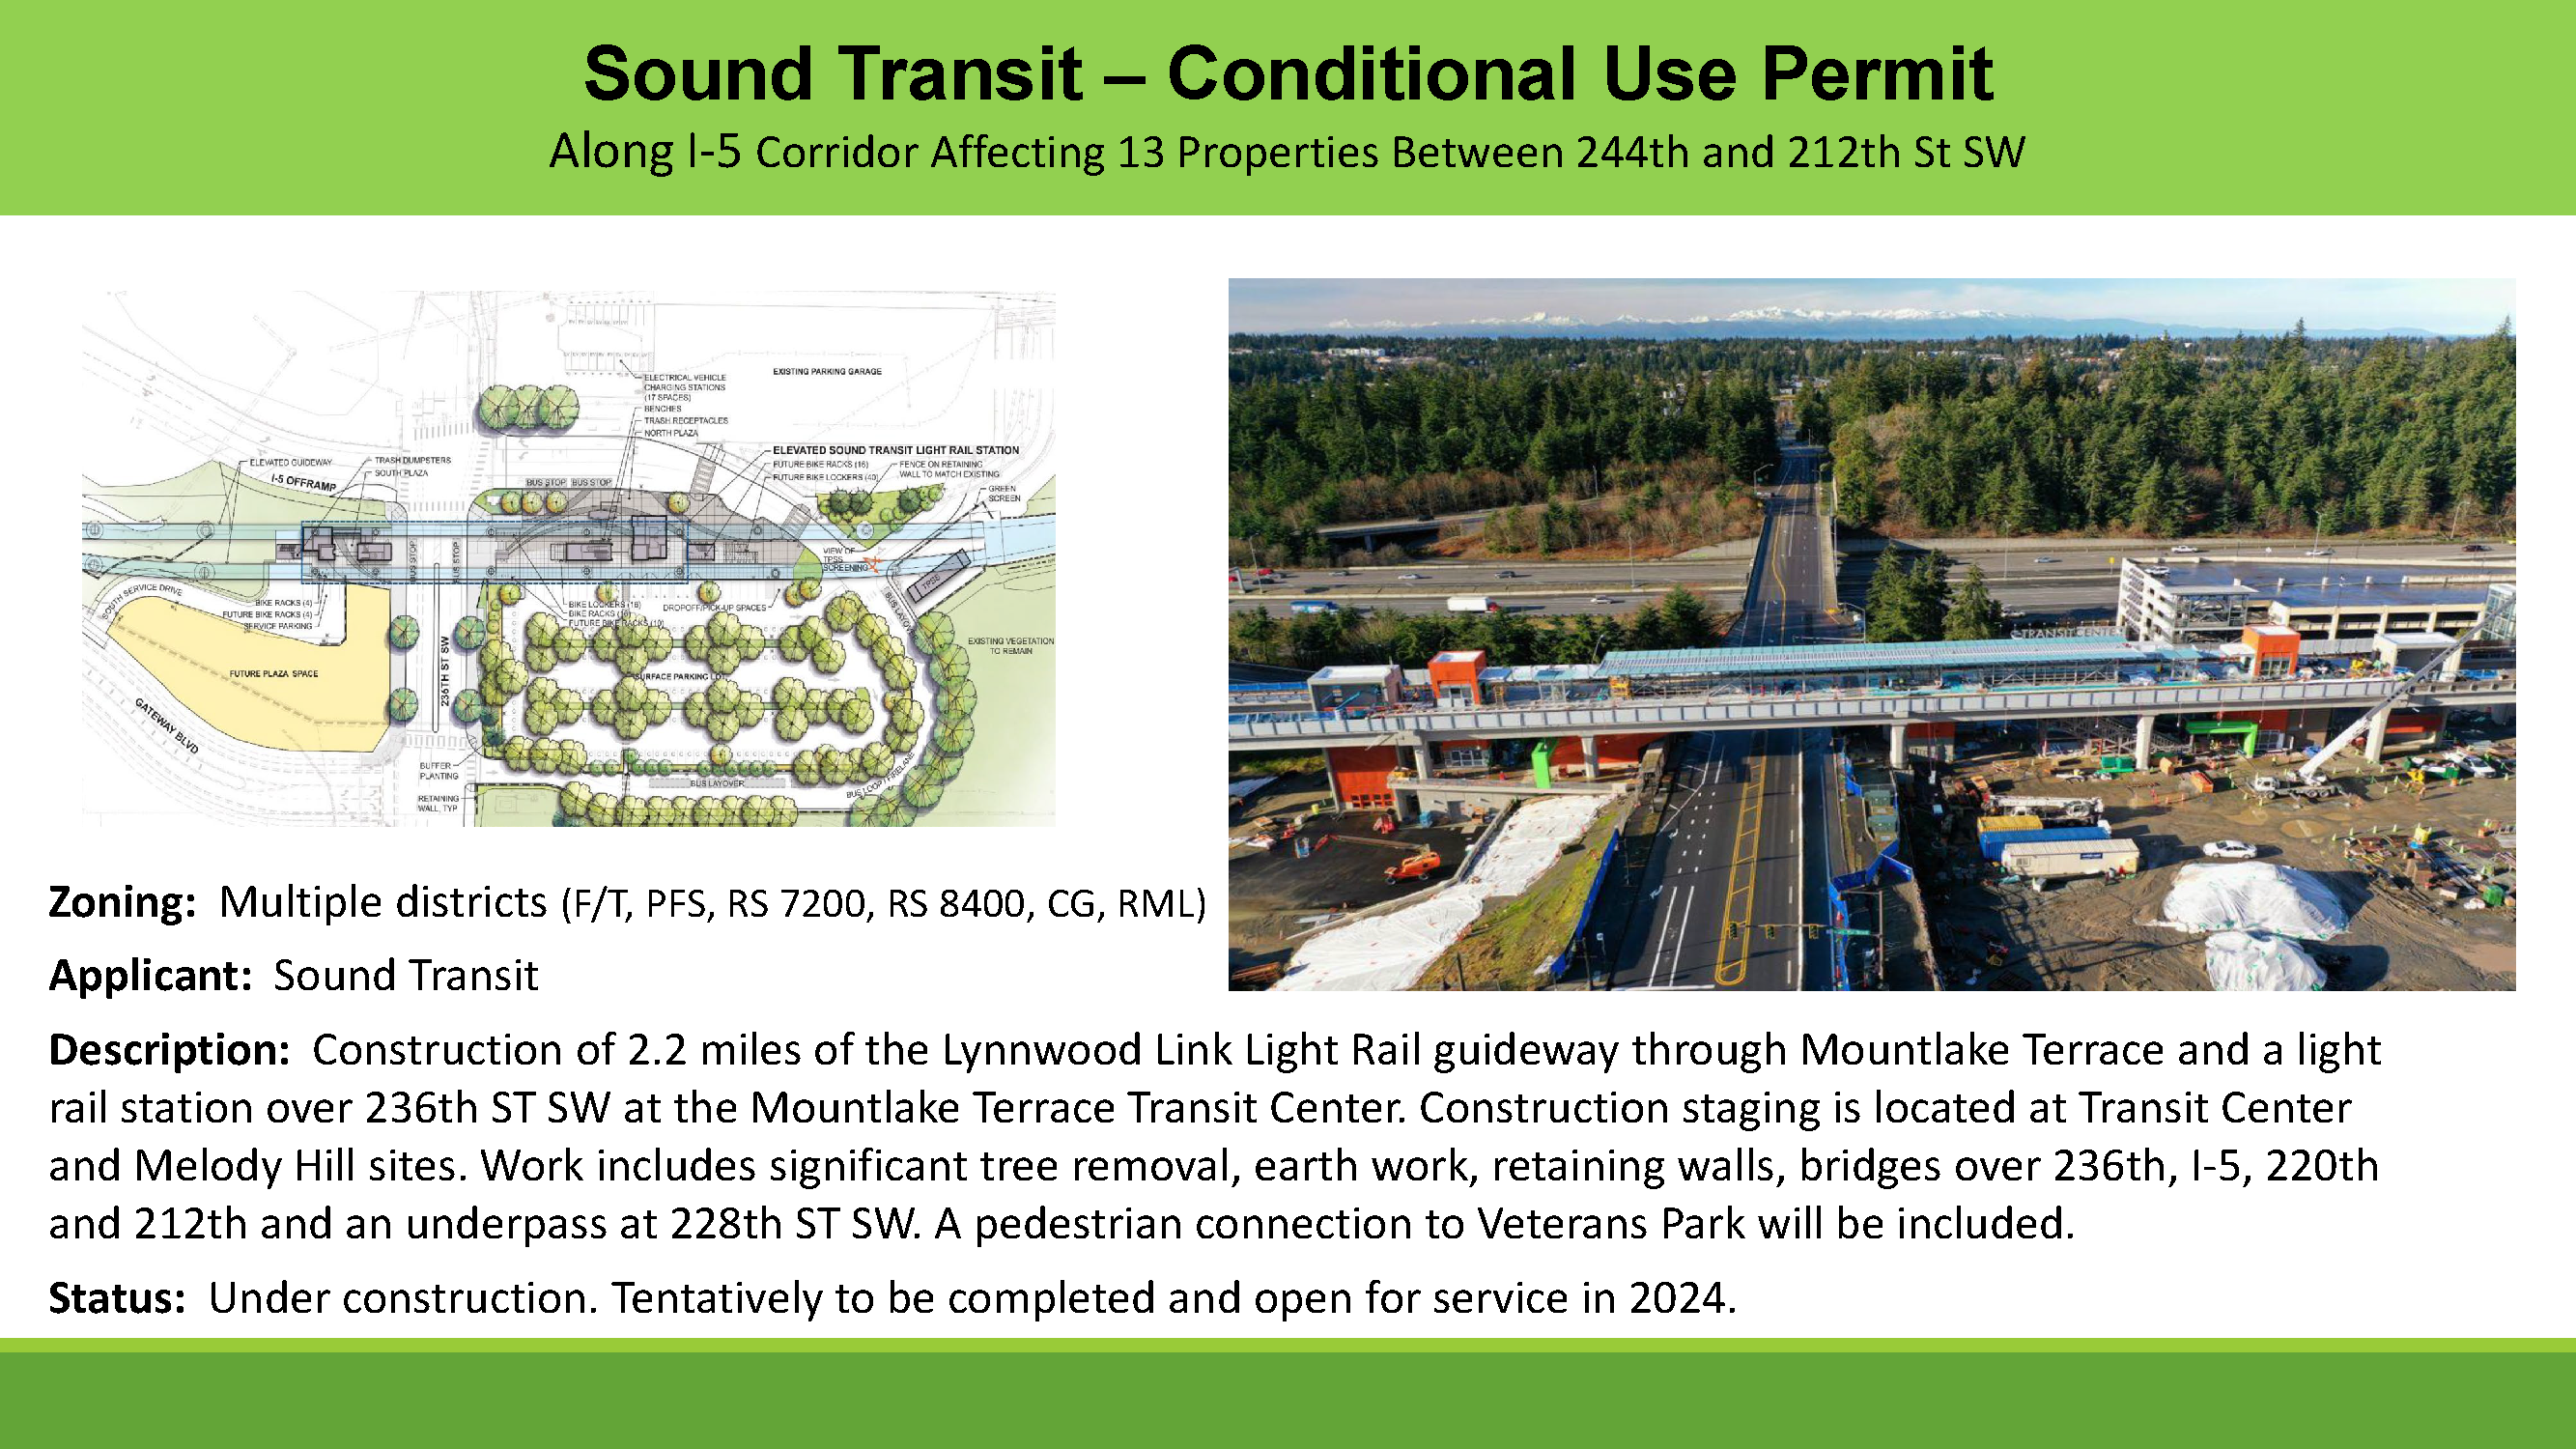 Sound Transit – Conditional Use Permit
Along I-5 Corridor Affecting 13 Properties Between 244th and 212th St SW
ELECTRICAL VEHICLE
CHARGING STATIONS
(17 SPACES)
BENCHES
TRASH RECEPTACLES
NORTH PLAZA
EXISTING PARKING GARAGE
ELEVATED GUIDEWAY
I-5 OFFRAMP
TRASH DUMPSTERS
SOUTH PLAZA
ELEVATED SOUND TRANSIT LIGHT RAIL STATION
FUTURE BIKE RACKS (16)
FUTURE BIKE LOCKERS (40)
FENCE ON RETAINING
WALL TO MATCH EXISTING
GREEN
SCREEN
BUS STOP BUS STOP
BUS STOP
BUS STOP
VIEW OF
TPSS
SCREENING
TPSS
SOUTH SERVICE DRIVE
BIKE RACKS (4)
FUTURE BIKE RACKS (4)
SERVICE PARKING
BIKE LOCKERS (16)
BIKE RACKS (16)
FUTURE BIKE RACKS (10)
DROPOFF/PICK-UP SPACES
BUS LAYOVER
EXISTING VEGETATION
TO REMAIN
FUTURE PLAZA SPACE
236TH ST SW
SURFACE PARKING LOT
GATEWAY BLVD
BUFFER
PLANTING
BUS LAYOVER
BUS LOOP / FIRELANE
RETAINING
WALL, TYP
TRANSIT CENTER
Zoning: Multiple districts (F/T, PFS, RS 7200, RS 8400, CG, RML)
Applicant: Sound Transit
Description: Construction of 2.2 miles of the Lynnwood Link Light Rail guideway through Mountlake Terrace and a light
rail station over 236th ST SW at the Mountlake Terrace Transit Center. Construction staging is located at Transit Center
and Melody Hill sites. Work includes significant tree removal, earth work, retaining walls, bridges over 236th, I-5, 220th
and 212th and an underpass at 228th ST SW. A pedestrian connection to Veterans Park will be included.
Status: Under construction. Tentatively to be completed and open for service in 2024.